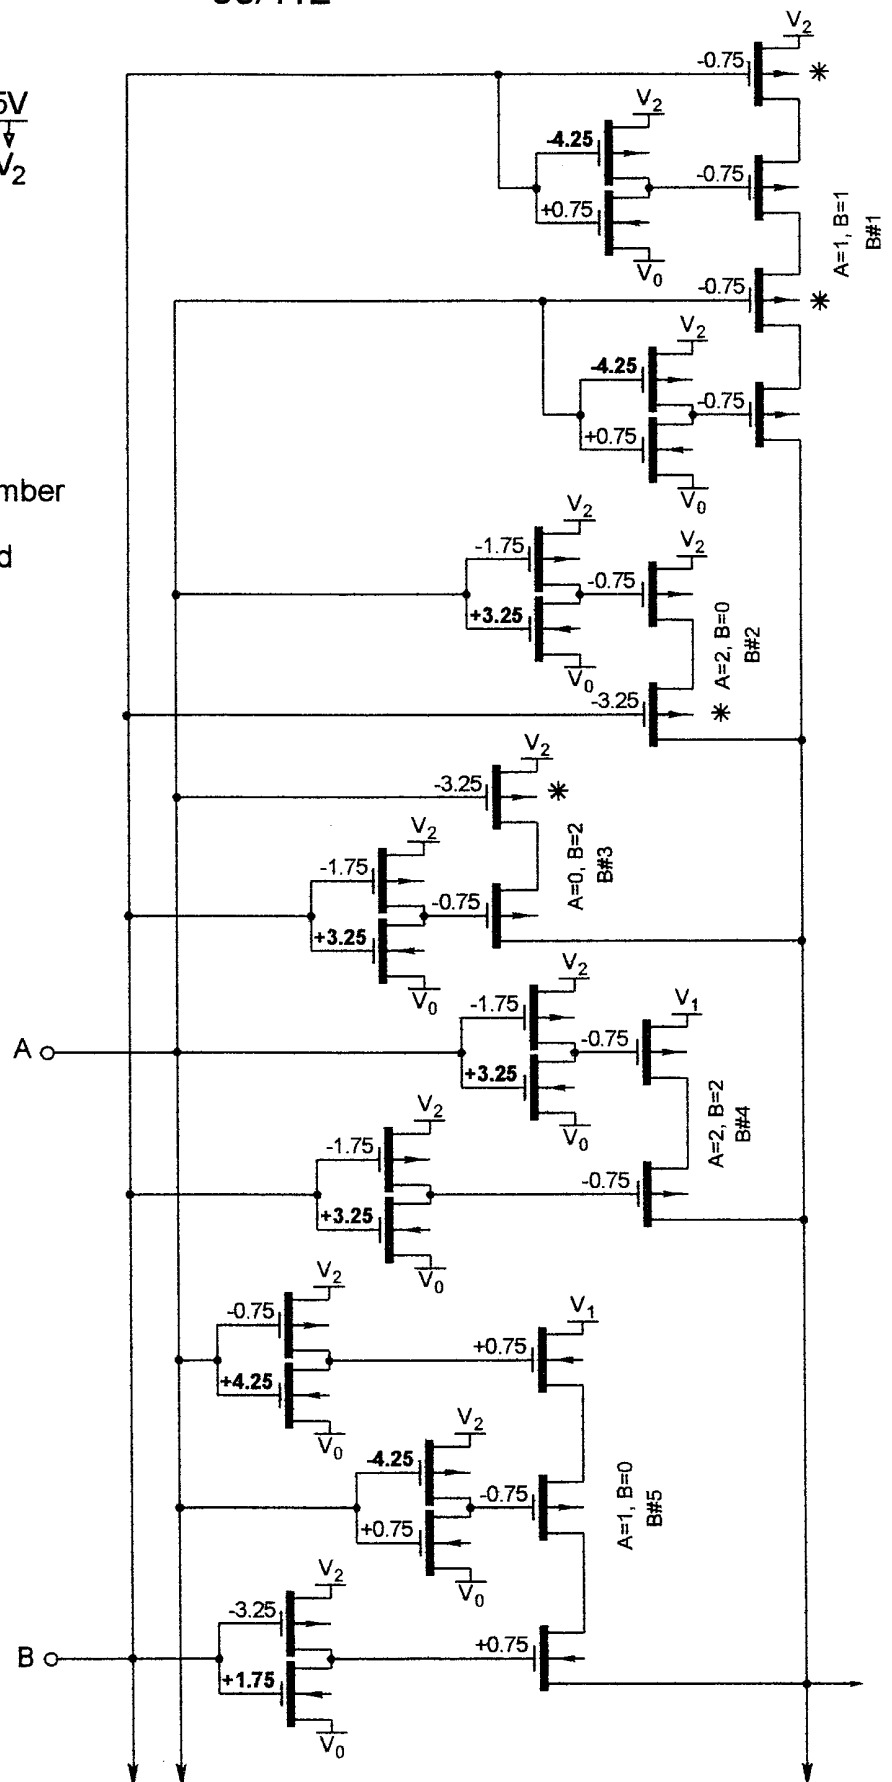 V2
-0.75
5V
V2
V2
-4.25
-0.75
+0.75
V0
A=1, B=1
B#1
-0.75
V2
-4.25
-0.75
+0.75
V0
mber
d
V2
-1.75
V2
-0.75
+3.25
V0
A=2, B=0
B#2
-3.25
V2
-3.25
A=0, B=2
B#3
V2
-1.75
-0.75
+3.25
V0
V2
-1.75
V1
-0.75
A
+3.25
V0
A=2, B=2
B#4
V2
-1.75
-0.75
+3.25
V0
V2
-0.75
V1
+0.75
+4.25
V0
V2
-4.25
-0.75
+0.75
V0
A=1, B=0
B#5
V2
-3.25
+0.75
B
+1.75
V0